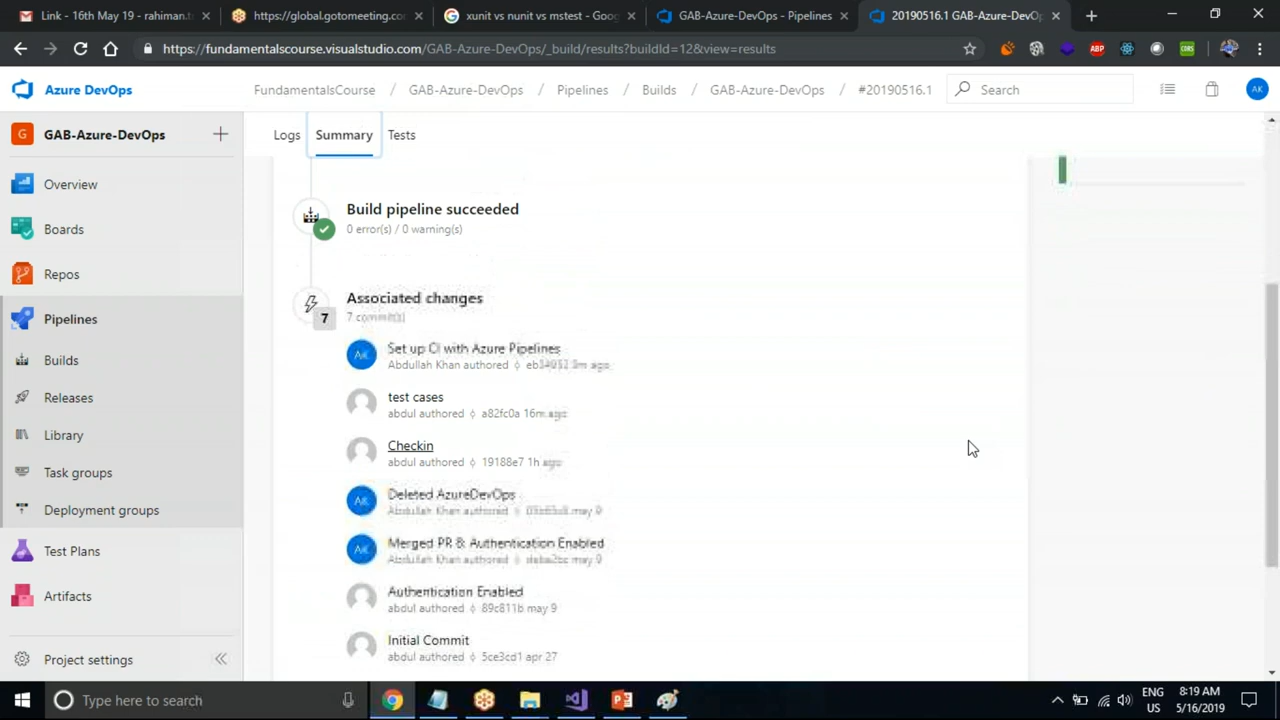 Link - 16th May 19 - rahiman.t
https://global.gotomeeting.co
xunit vs nunit vs mstest - Goog
GAB-Azure-DevOps - Pipelines
20190516.1 GAB-Azure-DevO
https://fundamentalscourse.visualstudio.com/GAB-Azure-DevOps/_build/results?buildId=12&view=results
ABP
CORS
Azure DevOps
FundamentalsCourse / GAB-Azure-DevOps / Pipelines / Builds / GAB-Azure-DevOps / #20190516.1
Search
AK
G GAB-Azure-DevOps
Logs Summary Tests
Overview
Boards
Repos
Pipelines
Builds
Releases
Library
Task groups
Deployment groups
Test Plans
Artifacts
Project settings
Build pipeline succeeded
0 error(s) / 0 warning(s)
Associated changes
7
7 commit(s)
AK
Set up CI with Azure Pipelines
Abdullah Khan authored ago
test cases
abdul authored a82fc0a 16m ago
Checkin
abdul authored 19188e7 1h ago
AK
Deleted AzureDevOps
Abdullah Khan authored may 9
AK
Merged PR & Authentication Enabled
Abdullah Khan authored may 9
Authentication Enabled
abdul authored 89c811b may 9
Initial Commit
abdul authored 5ce3cd1 apr 27
Type here to search
ENG
US
8:19 AM
5/16/2019